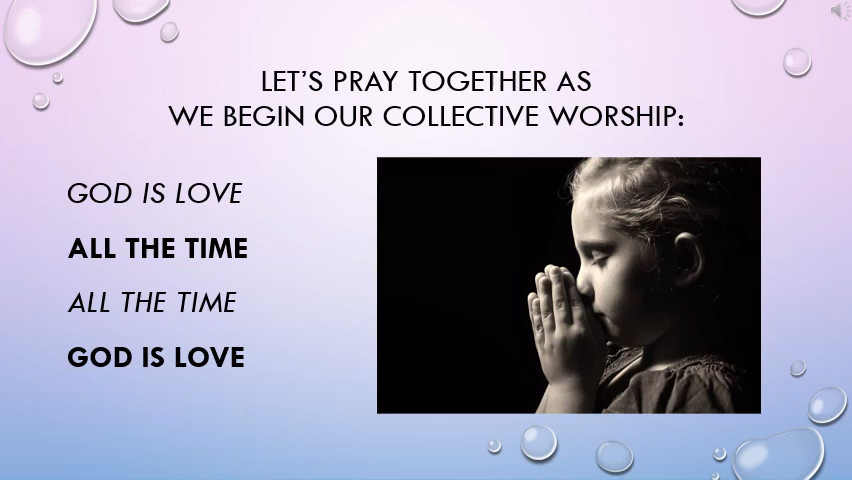 LET’S PRAY TOGETHER AS
WE BEGIN OUR COLLECTIVE WORSHIP:
GOD IS LOVE
ALL THE TIME
ALL THE TIME
GOD IS LOVE